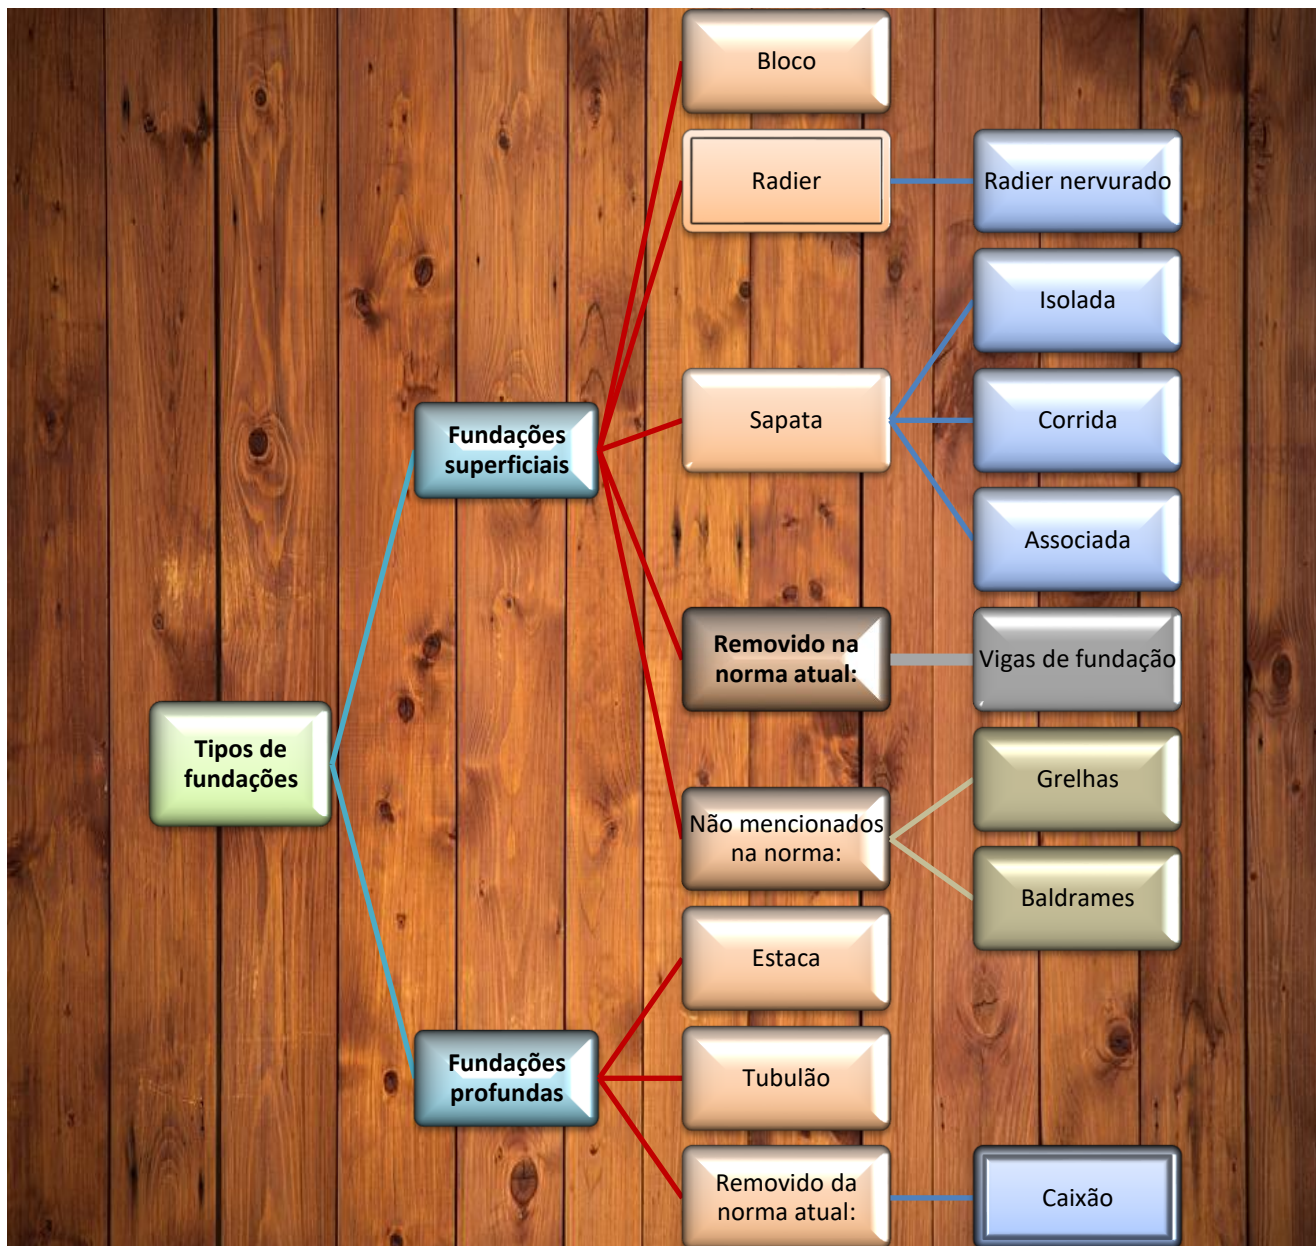 Bloco
Radier
Radier nervurado
Isolada
Sapata
Corrida
Fundações
superficiais
Associada
Removido na
norma atual:
Vigas de fundação
Tipos de
fundações
Grelhas
Não mencionados
na norma:
Baldrames
Estaca
Fundações
profundas
Tubulão
Removido da
norma atual:
Caixão